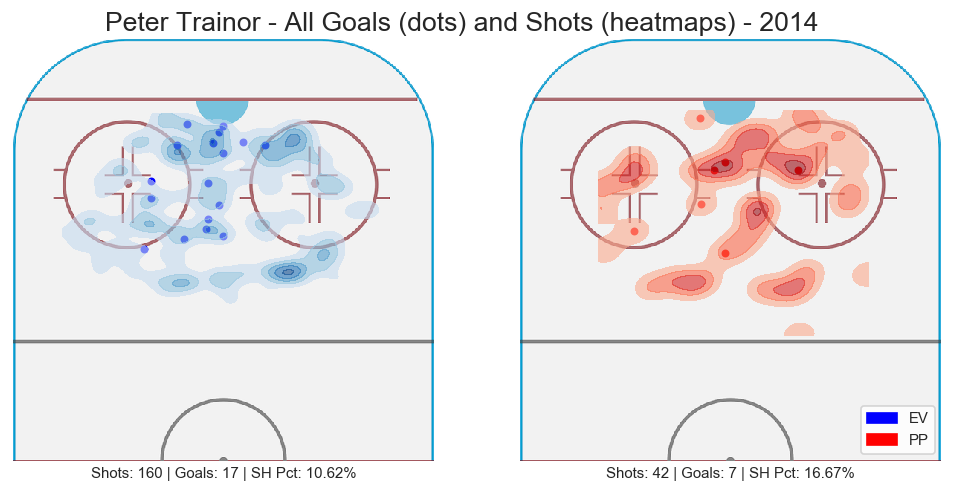 Peter Trainor - All Goals (dots) and Shots (heatmaps) - 2014
EV
PP
Shots: 160 | Goals: 17 | SH Pct: 10.62%
Shots: 42 | Goals: 7 | SH Pct: 16.67%